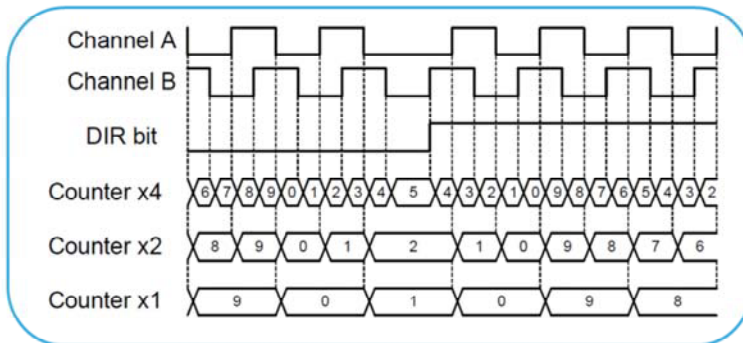 Channel A
Channel B
DIR bit
Counter x4 6 7 8 9 0 1 2 3 4 5 4 3 2 1 0 9 8 7 6 5 4 3 2
Counter x2 8 9 0 1 2 1 0 9 8 7 6
Counter x1 9 0 1 0 9 8